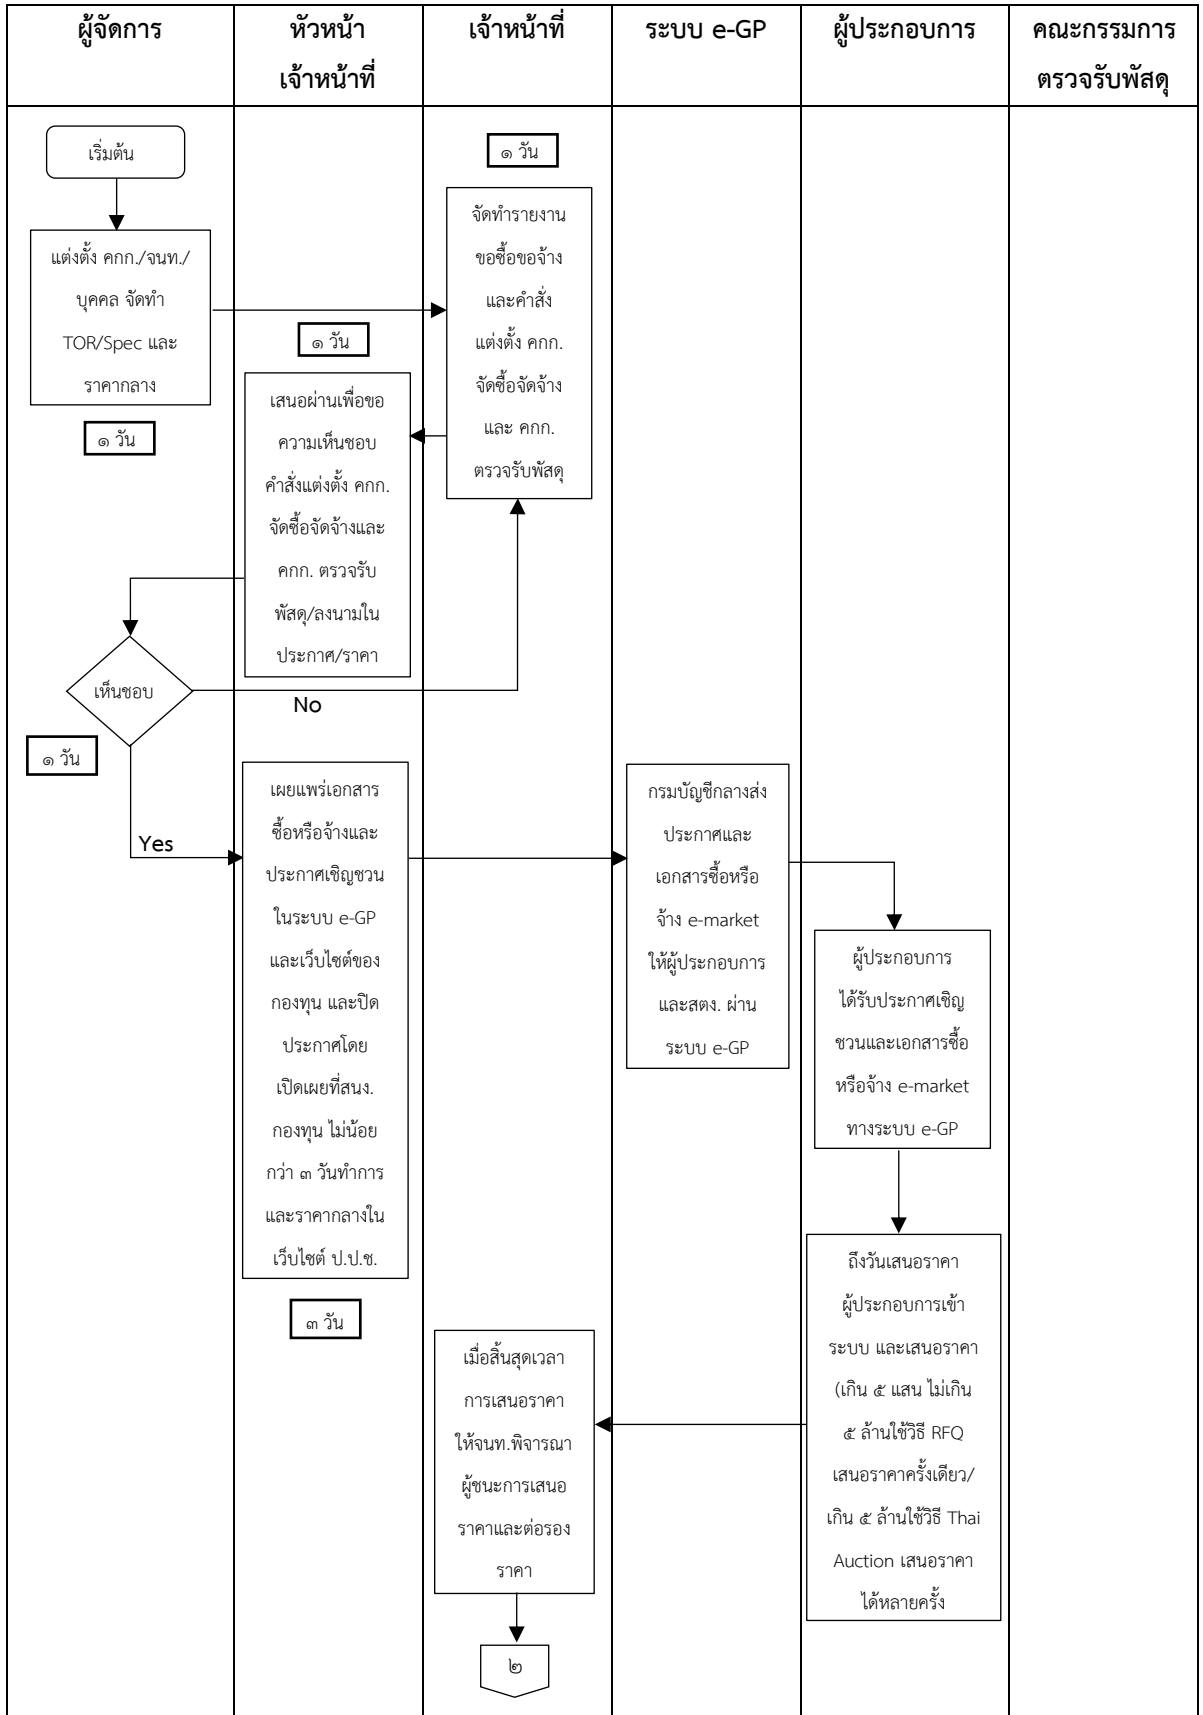 ผู้จัดการ
หัวหน้า
เจ้าหน้าที่
เจ้าหน้าที่
ระบบ e-GP
ผู้ประกอบการ
คณะกรรมการ
ตรวจรับพัสดุ
เริ่มต้น
แต่งตั้ง คกก./จนท./
บุคคล จัดทำ
TOR/Spec และ
ราคากลาง
๑ วัน
๑ วัน
จัดทำรายงาน
ขอซื้อขอจ้าง
และคำสั่ง
แต่งตั้ง คกก.
จัดซื้อจัดจ้าง
และ คกก.
ตรวจรับพัสดุ
๑ วัน
เสนอผ่านเพื่อขอ
ความเห็นชอบ
คำสั่งแต่งตั้ง คกก.
จัดซื้อจัดจ้างและ
คกก. ตรวจรับ
พัสดุ/ลงนามใน
ประกาศ/ราคา
เห็นชอบ
No
๑ วัน
Yes
เผยแพร่เอกสาร
ซื้อหรือจ้างและ
ประกาศเชิญชวน
ในระบบ e-GP
และเว็บไซต์ของ
กองทุน และปิด
ประกาศโดย
เปิดเผยที่สนง.
กองทุน ไม่น้อย
กว่า ๓ วันทำการ
และราคากลางใน
เว็บไซต์ ป.ป.ช.
๓ วัน
กรมบัญชีกลางส่ง
ประกาศและ
เอกสารซื้อหรือ
จ้าง e-market
ให้ผู้ประกอบการ
และสตง. ผ่าน
ระบบ e-GP
ผู้ประกอบการ
ได้รับประกาศเชิญ
ชวนและเอกสารซื้อ
หรือจ้าง e-market
ทางระบบ e-GP
ถึงวันเสนอราคา
ผู้ประกอบการเข้า
ระบบ และเสนอราคา
(เกิน ๕ แสน ไม่เกิน
๕ ล้านใช้วิธี RFQ
เสนอราคาครั้งเดียว/
เกิน ๕ ล้านใช้วิธี Thai
Auction เสนอราคา
ได้หลายครั้ง
เมื่อสิ้นสุดเวลา
การเสนอราคา
ให้จนท.พิจารณา
ผู้ชนะการเสนอ
ราคาและต่อรอง
ราคา
๒